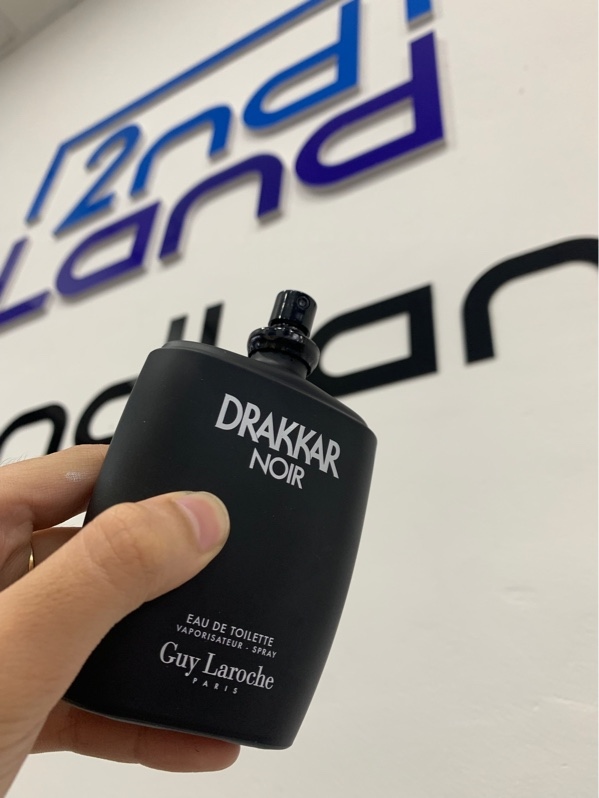 2nd
Land
DRAKKAR
NOIR
EAU DE TOILETTE
VAPORISATEUR - SPRAY
Guy Laroche
PARIS